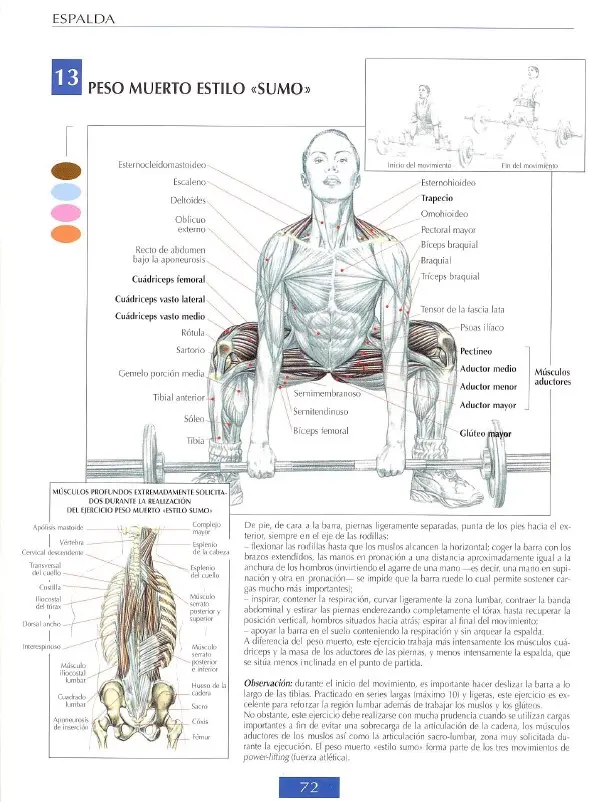 ESPALDA
13
PESO MUERTO ESTILO «SUMO»
Inicio del movimiento
Fin del movimiento
Esternocleidomastoideo
Escaleno
Deltoides
Oblicuo
externo
Recto de abdomen
bajo la aponeurosis
Cuádriceps femoral
Cuádriceps vasto lateral
Cuádriceps vasto medio
Rótula
Sartorio
Gemelo porción media
Tibial anterior
Sóleo
Tibia
Esternohioideo
Trapecio
Omohioideo
Pectoral mayor
Bíceps braquial
Braquial
Tríceps braquial
Tensor de la fascia lata
Psoas ilíaco
Pectíneo
Aductor medio
Aductor menor
Aductor mayor
Músculos
aductores
Glúteo mayor
Semimembranoso
Semitendinoso
Bíceps femoral
MÚSCULOS PROFUNDOS EXTREMADAMENTE SOLICITA-
DOS DURANTE LA REALIZACIÓN
DEL EJERCICIO PESO MUERTO «ESTILO SUMO»
Apófisis mastoide
Vértebra
Cervical descendente
Transversal
del cuello
Costilla
Iliocostal
del tórax
Dorsal ancho
Interespinoso
Músculo
iliocostal
lumbar
Cuadrado
lumbar
Aponeurosis
de inserción
Complejo
mayor
Esplenio
de la cabeza
Esplenio
del cuello
Músculo
serrato
posterior y
superior
Músculo
serrato
posterior
e inferior
Hueso de la
cadera
Sacro
Cóxis
Fémur
De pie, de cara a la barra, piernas ligeramente separadas, punta de los pies hacia el ex-
terior, siempre en el eje de las rodillas:
– flexionar las rodillas hasta que los muslos alcancen la horizontal; coger la barra con los
brazos extendidos, las manos en pronación a una distancia aproximadamente igual a la
anchura de los hombros (invirtiendo el agarre de una mano —es decir, una mano en supi-
nación y otra en pronación— se impide que la barra ruede lo cual permite sostener car-
gas mucho más importantes);
– inspirar, contener la respiración, curvar ligeramente la zona lumbar, contraer la banda
abdominal y estirar las piernas enderezando completamente el tórax hasta recuperar la
posición vertical, hombros situados hacia atrás; espirar al final del movimiento:
– apoyar la barra en el suelo conteniendo la respiración y sin arquear la espalda.
A diferencia del peso muerto, este ejercicio trabaja más intensamente los músculos cuá-
driceps y la masa de los aductores de las piernas, y menos intensamente la espalda, que
se sitúa menos inclinada en el punto de partida.
Observación: durante el inicio del movimiento, es importante hacer deslizar la barra a lo
largo de las tibias. Practicado en series largas (máximo 10) y ligeras, este ejercicio es ex-
celente para reforzar la región lumbar además de trabajar los muslos y los glúteos.
No obstante, este ejercicio debe realizarse con mucha prudencia cuando se utilizan cargas
importantes a fin de evitar una sobrecarga de la articulación de la cadena, los músculos
aductores de los muslos así como la articulación sacro-lumbar, zona muy solicitada du-
rante la ejecución. El peso muerto «estilo sumo» forma parte de los tres movimientos de
power-lifting (fuerza atlética).
72